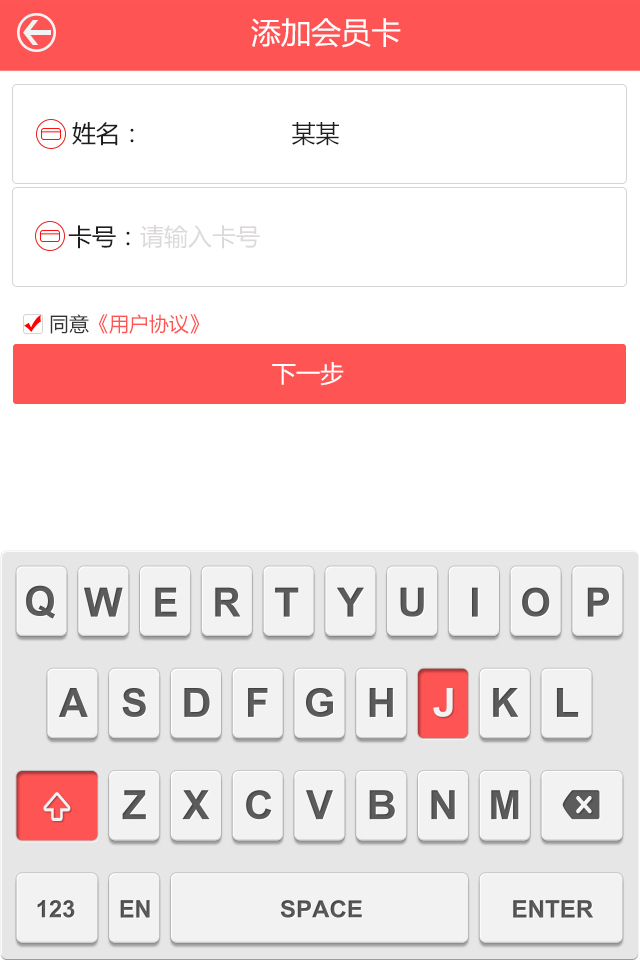 添加会员卡
姓名： 某某
卡号：请输入卡号
同意《用户协议》
下一步
Q W E R T Y U I O P
A S D F G H J K L
Z X C V B N M
123 EN SPACE ENTER